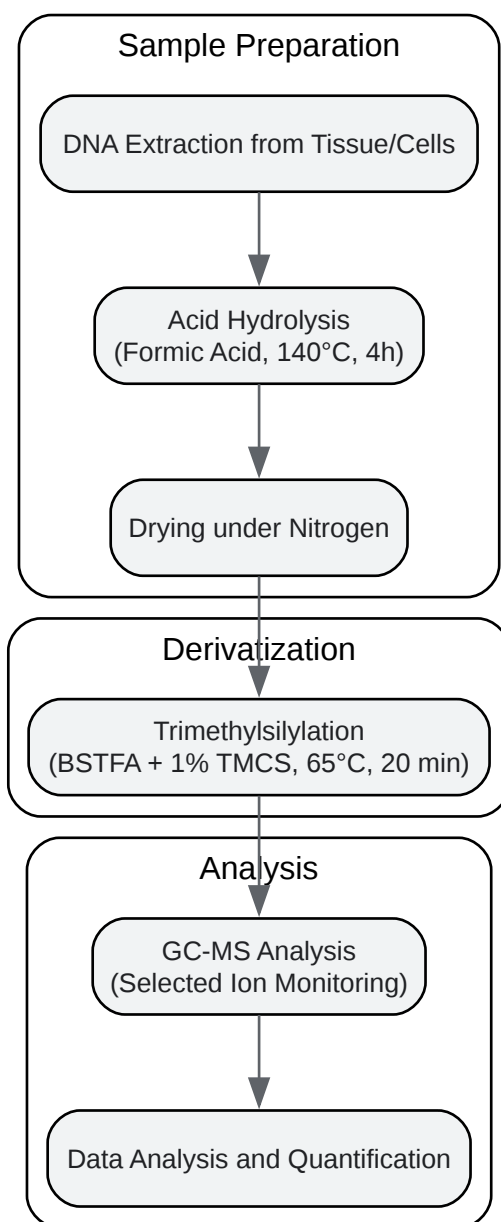 Sample Preparation
DNA Extraction from Tissue/Cells
Acid Hydrolysis
(Formic Acid, 140°C, 4h)
Drying under Nitrogen
Derivatization
Trimethylsilylation
(BSTFA + 1% TMCS, 65°C, 20 min)
Analysis
GC-MS Analysis
(Selected Ion Monitoring)
Data Analysis and Quantification